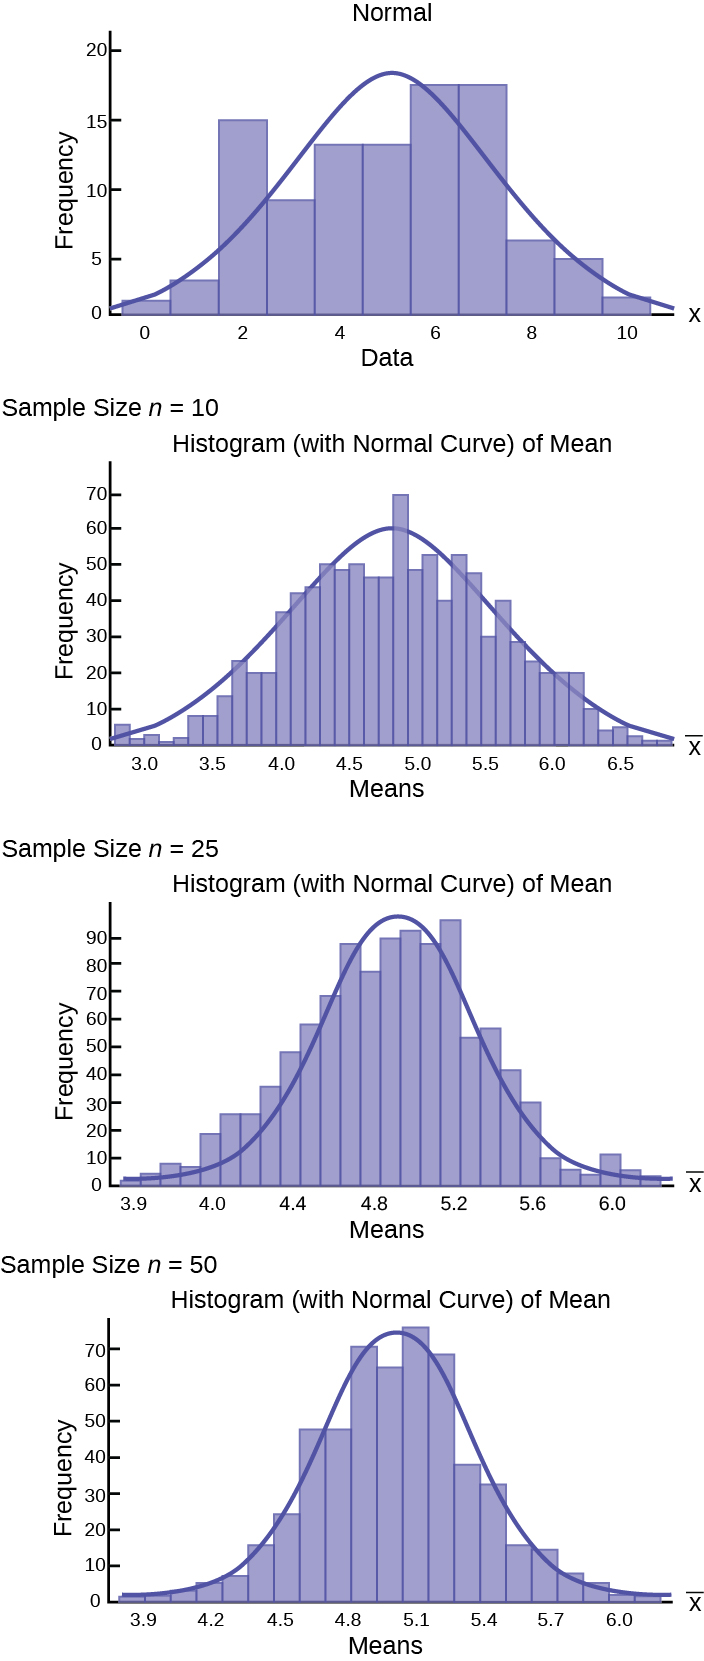 Normal
Frequency
20
15
10
5
0
0 2 4 6 8 10
x
Data
Sample Size n = 10
Histogram (with Normal Curve) of Mean
Frequency
70
60
50
40
30
20
10
0
3.0 3.5 4.0 4.5 5.0 5.5 6.0 6.5
x̅
Means
Sample Size n = 25
Histogram (with Normal Curve) of Mean
Frequency
90
80
70
60
50
40
30
20
10
0
3.9 4.0 4.4 4.8 5.2 5.6 6.0
x̅
Means
Sample Size n = 50
Histogram (with Normal Curve) of Mean
Frequency
70
60
50
40
30
20
10
0
3.9 4.2 4.5 4.8 5.1 5.4 5.7 6.0
x̅
Means